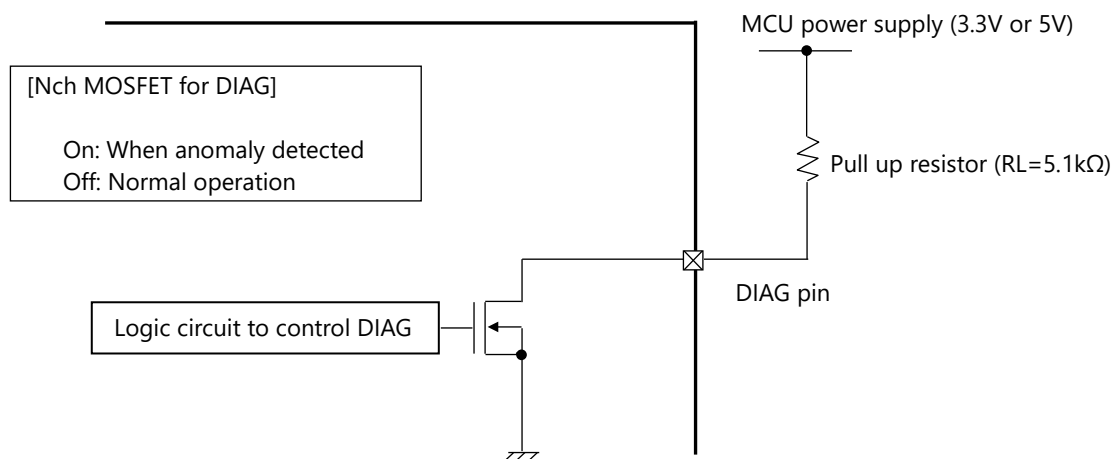 MCU power supply (3.3V or 5V)
[Nch MOSFET for DIAG]
On: When anomaly detected
Off: Normal operation
Pull up resistor (RL=5.1kΩ)
DIAG pin
Logic circuit to control DIAG